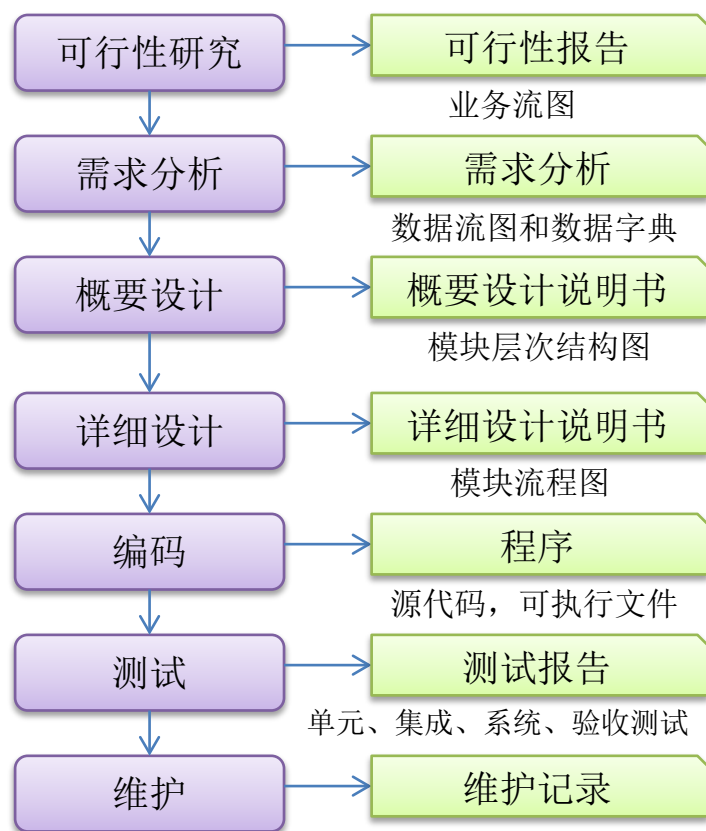 可行性研究
可行性报告
业务流图
需求分析
需求分析
数据流图和数据字典
概要设计
概要设计说明书
模块层次结构图
详细设计
详细设计说明书
模块流程图
编码
程序
源代码，可执行文件
测试
测试报告
单元、集成、系统、验收测试
维护
维护记录